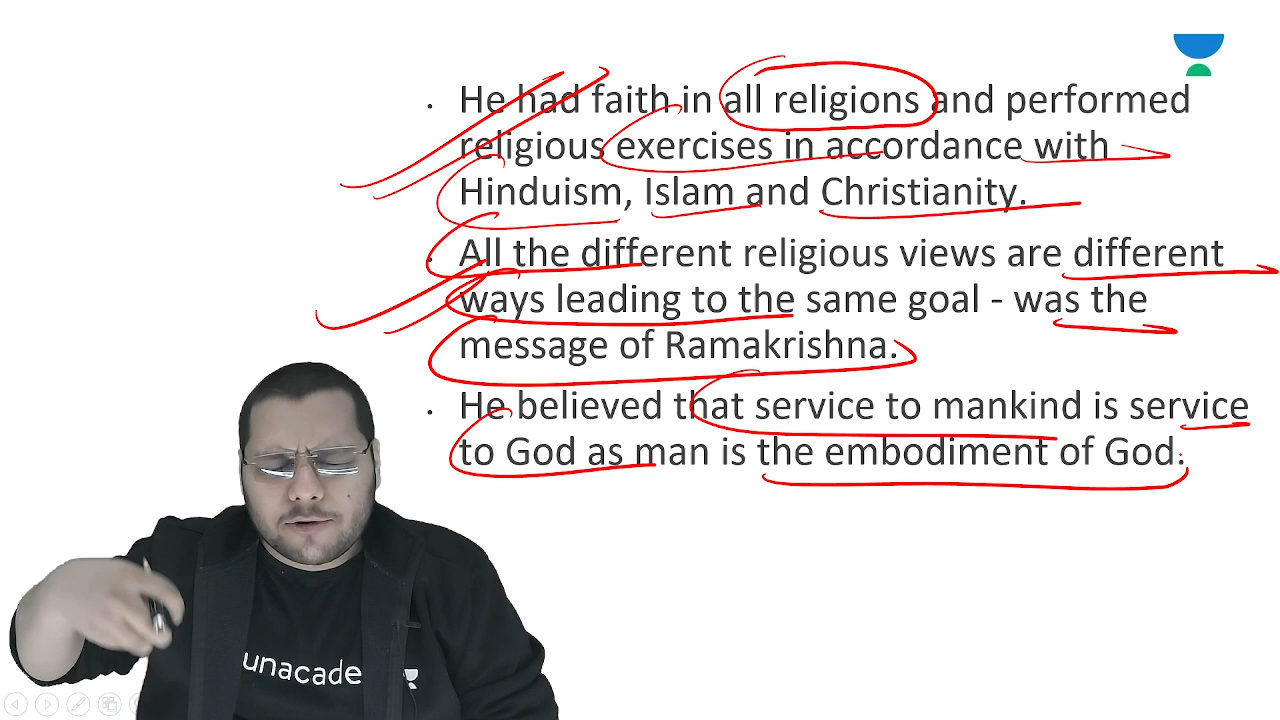 • He had faith in all religions and performed
religious exercises in accordance with
Hinduism, Islam and Christianity.
• All the different religious views are different
ways leading to the same goal - was the
message of Ramakrishna.
• He believed that service to mankind is service
to God as man is the embodiment of God.
unacade